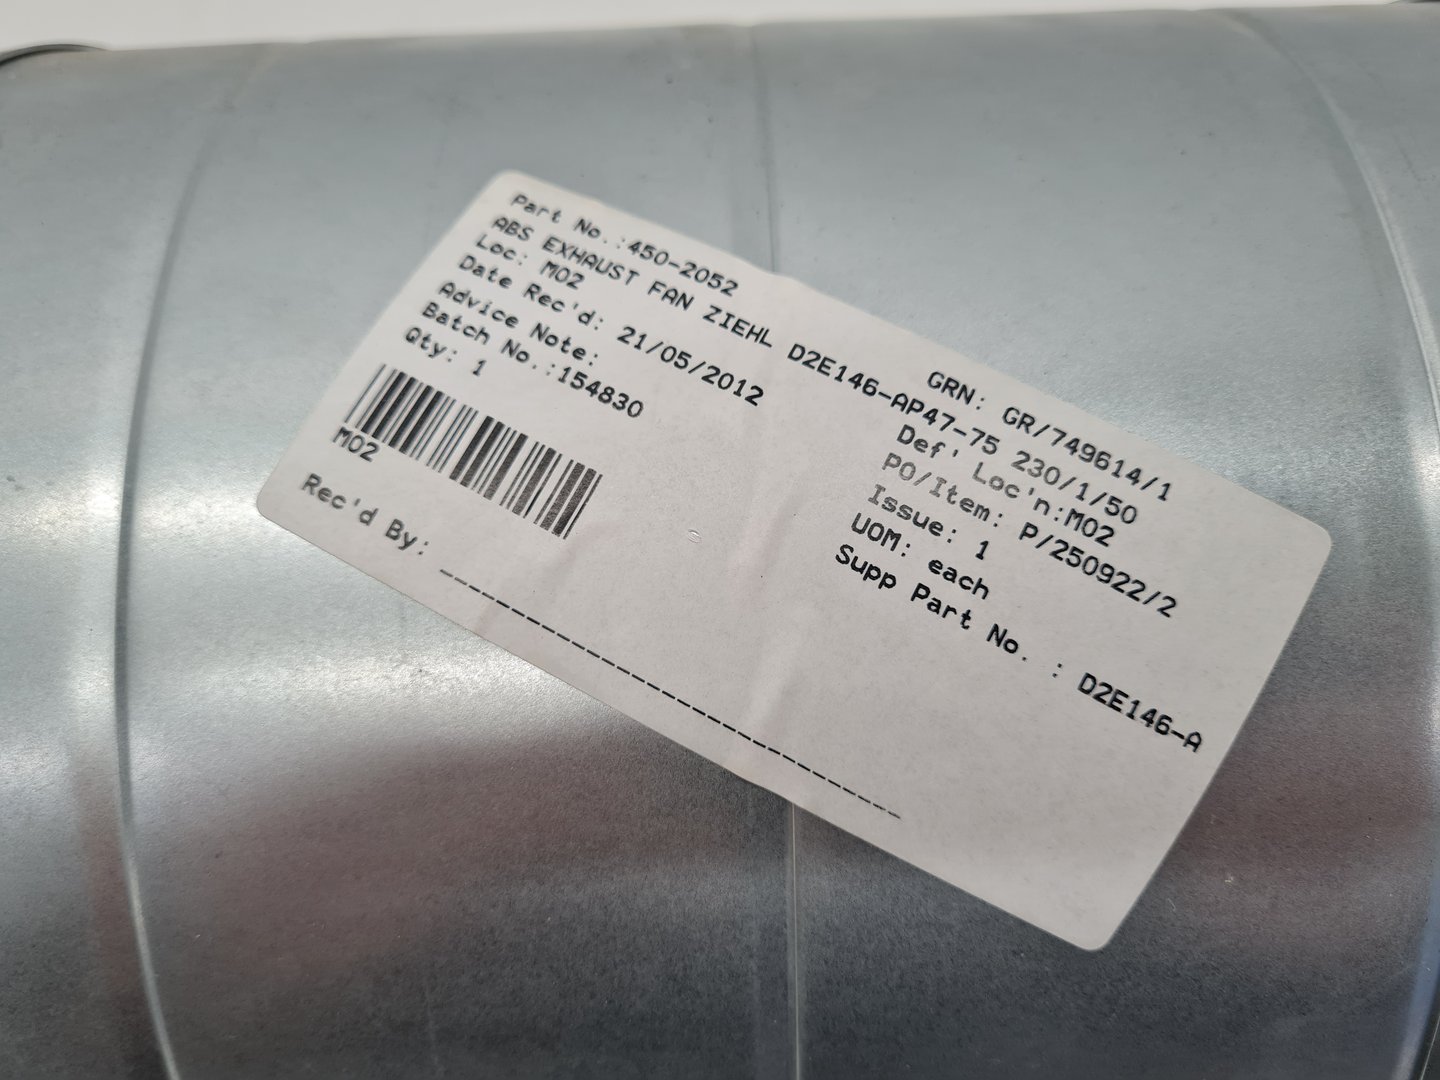 Part No.:450-2052
GRN: GR/749614/1
ABS EXHAUST FAN ZIEHL D2E146-AP47-75 230/1/50
Loc: M02
Def' Loc'n:M02
Date Rec'd: 21/05/2012
PO/Item: P/250922/2
Advice Note:
Issue: 1
Batch No.:154830
UOM: each
Qty: 1
Supp Part No. : D2E146-A
M02
Rec'd By: ____________________